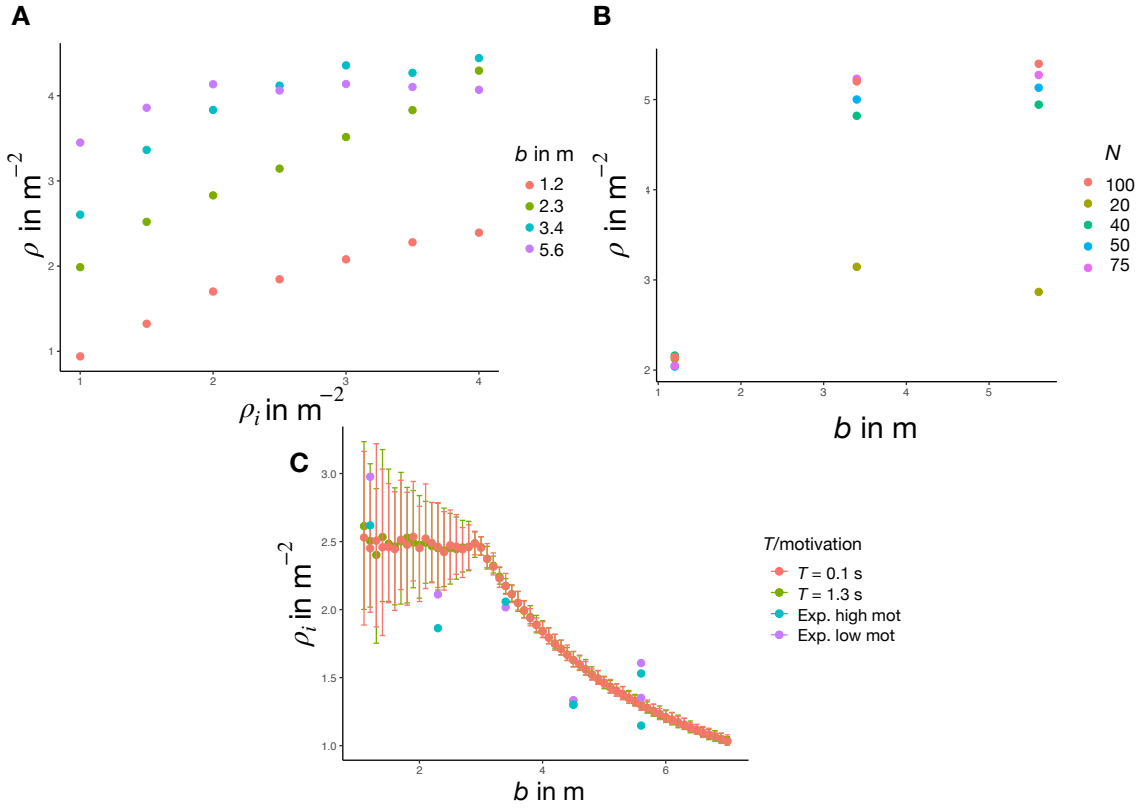 A
4
3
2
1
ρ in m⁻²
1
2
3
4
ρᵢ in m⁻²
b in m
1.2
2.3
3.4
5.6
B
5
4
3
2
ρ in m⁻²
1
2
3
4
5
b in m
N
100
20
40
50
75
C
3.0
2.5
2.0
1.5
1.0
ρᵢ in m⁻²
2
4
6
b in m
T/motivation
T = 0.1 s
T = 1.3 s
Exp. high mot
Exp. low mot